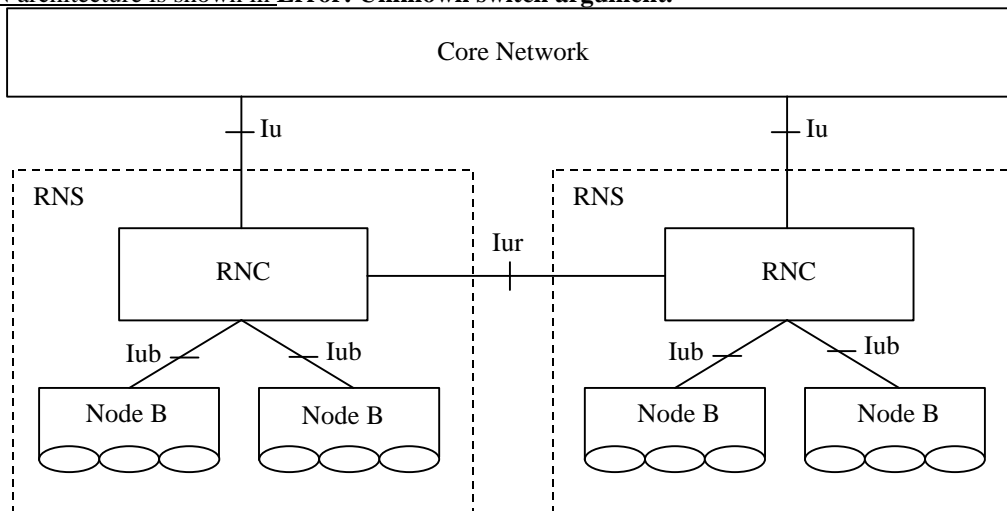 architecture is shown in Error! Unknown switch argument.
Core Network
Iu Iu
RNS RNS
Iur
RNC RNC
Iub Iub Iub Iub
Node B Node B Node B Node B